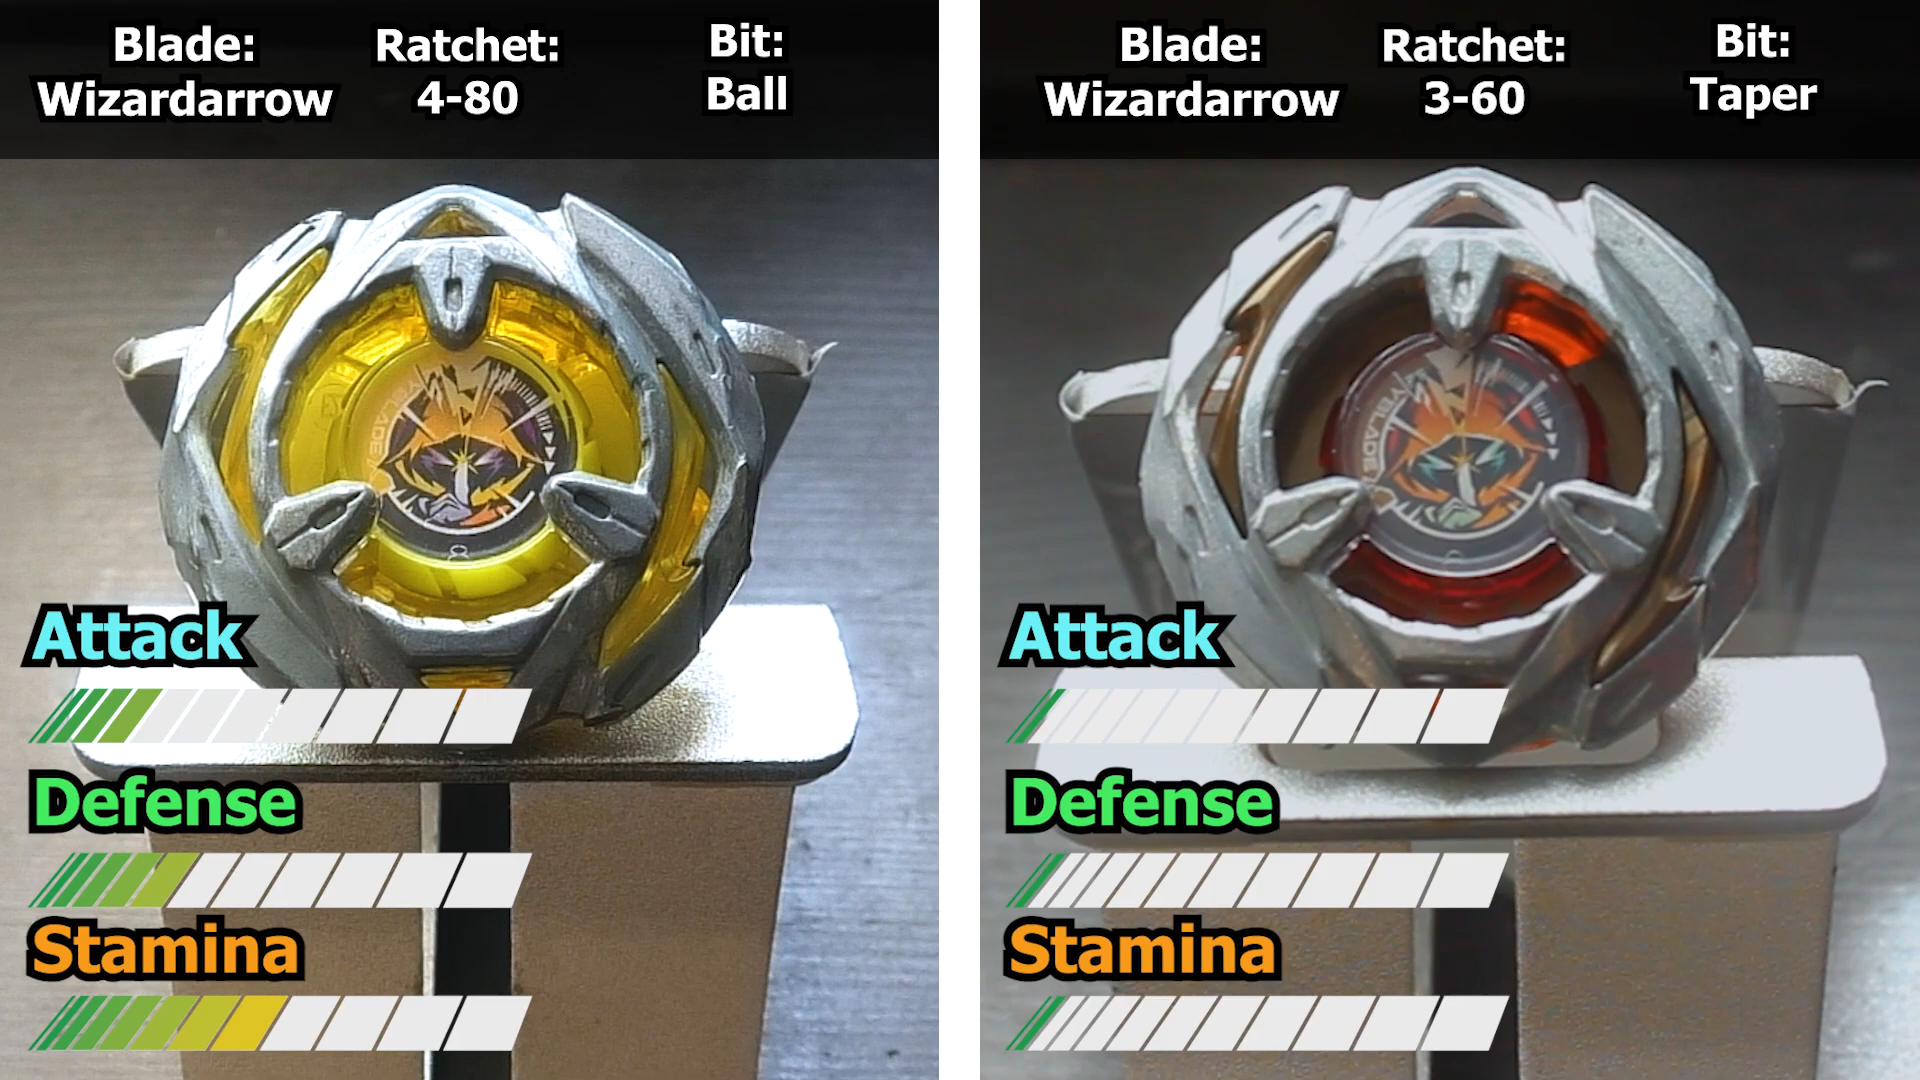 Blade:
Wizardarrow
Ratchet:
4-80
Bit:
Ball
Attack
Defense
Stamina
Blade:
Wizardarrow
Ratchet:
3-60
Bit:
Taper
Attack
Defense
Stamina